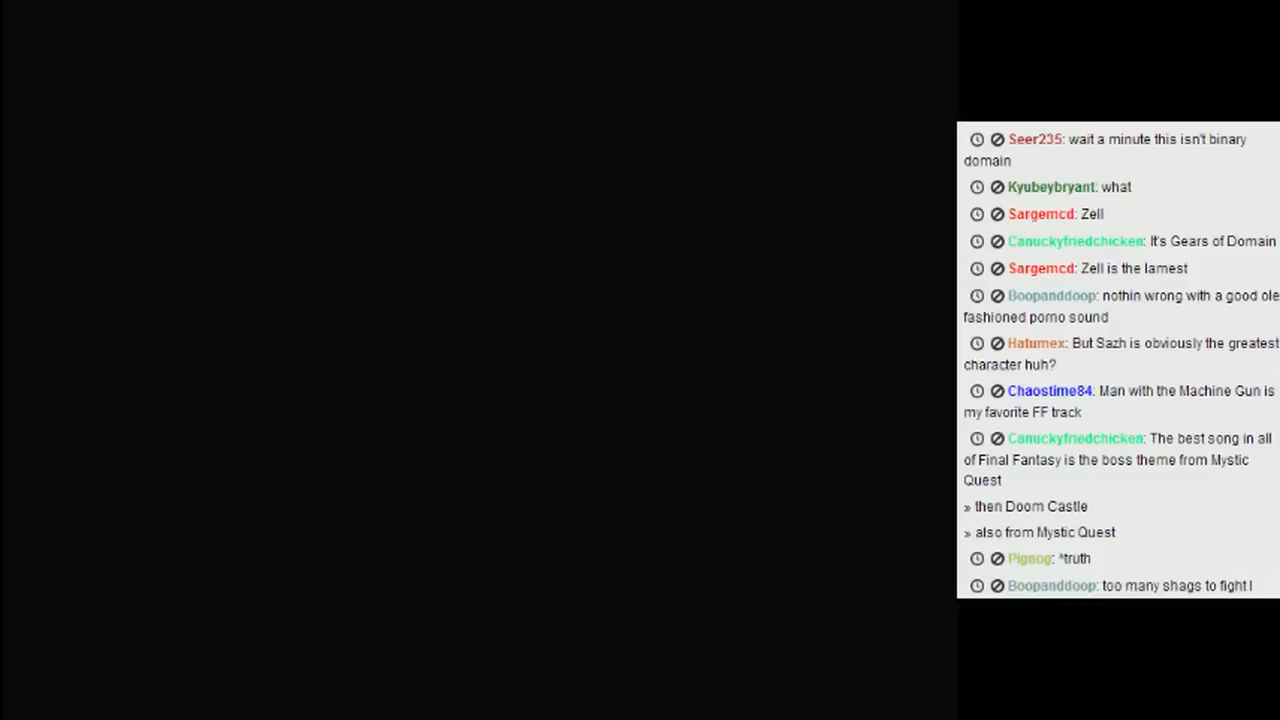 Seer235: wait a minute this isn't binary
domain
Kyubeybryant: what
Sargemcd: Zell
Canuckyfriedchicken: It's Gears of Domain
Sargemcd: Zell is the lamest
Boopanddoop: nothin wrong with a good ole
fashioned porno sound
Hatumex: But Sazh is obviously the greatest
character huh?
Chaostime84: Man with the Machine Gun is
my favorite FF track
Canuckyfriedchicken: The best song in all
of Final Fantasy is the boss theme from Mystic
Quest
» then Doom Castle
» also from Mystic Quest
Pignog: ^truth
Boopanddoop: too many shags to fight!